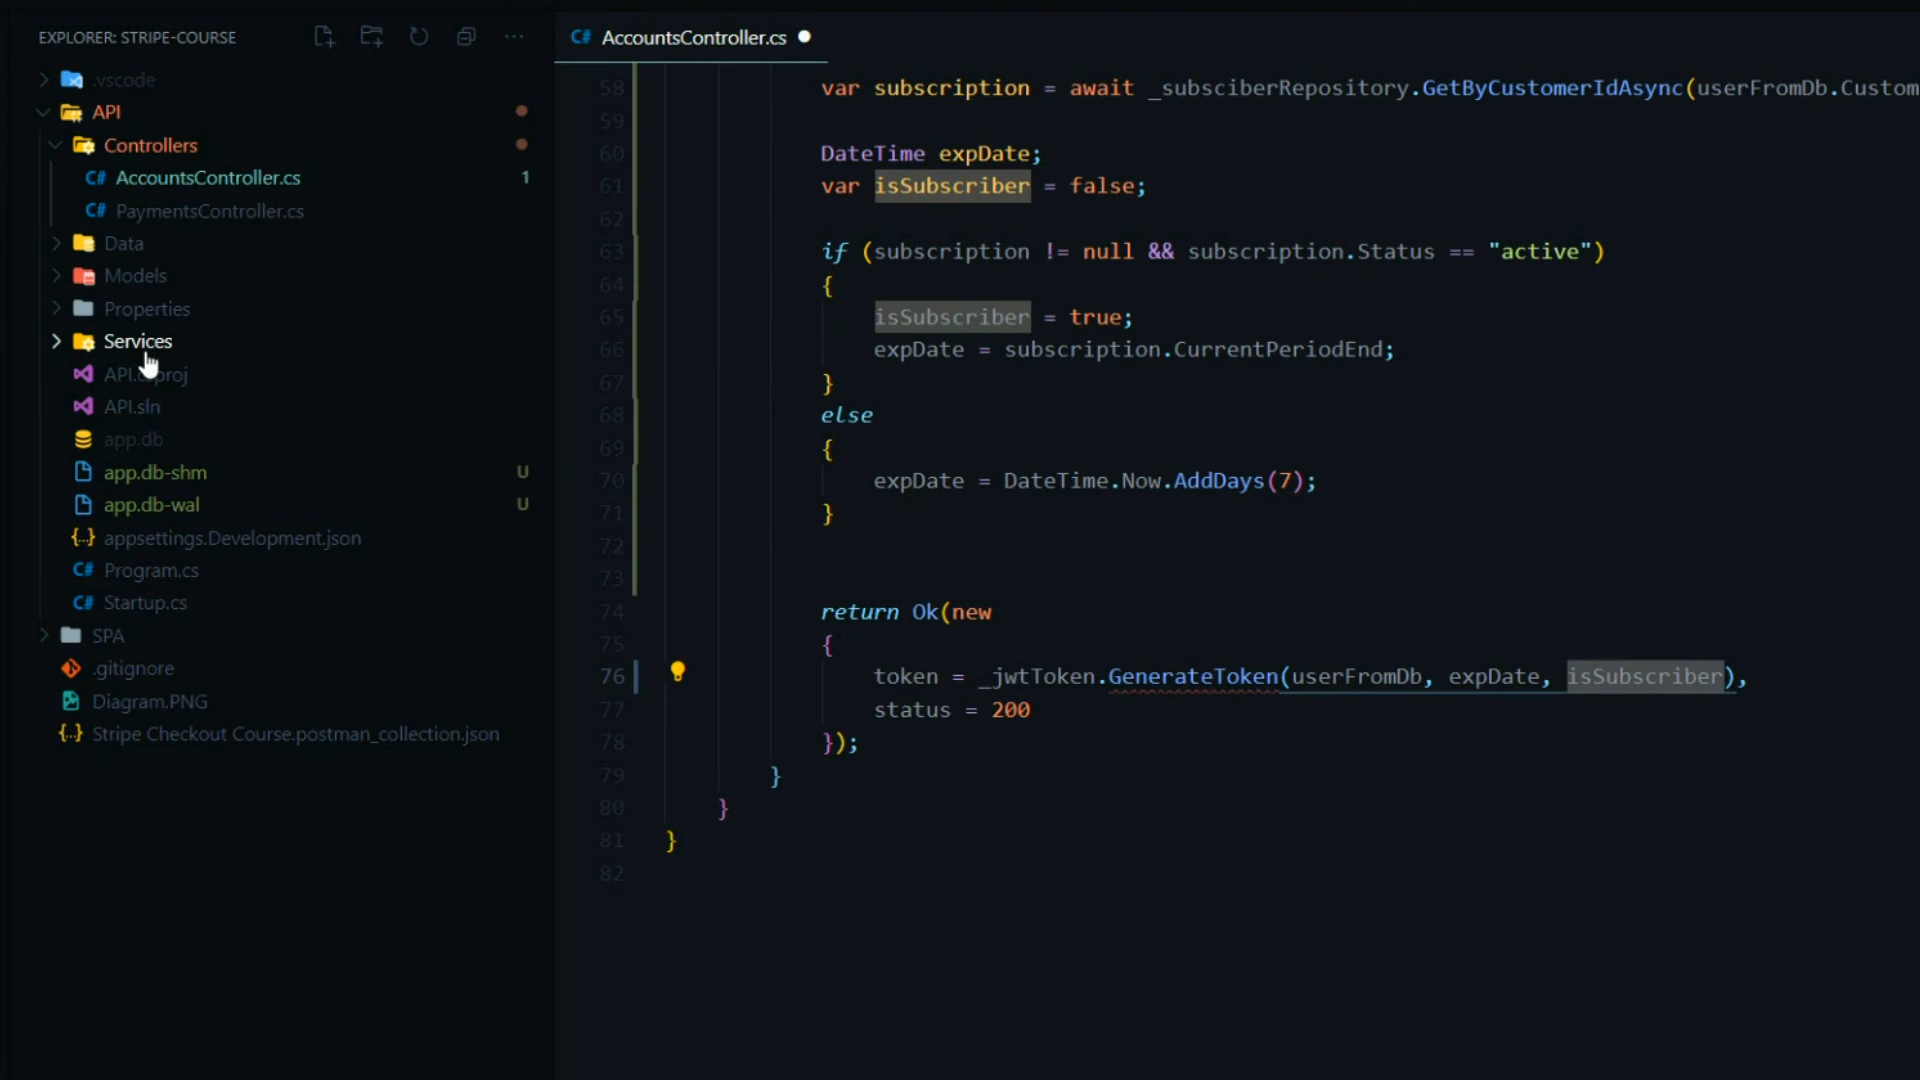 EXPLORER: STRIPE-COURSE
.vscode
API
Controllers
C# AccountsController.cs 1
C# PaymentsController.cs
Data
Models
Properties
Services
API.sln
app.db
app.db-shm U
app.db-wal U
{..} appsettings.Development.json
C# Program.cs
C# Startup.cs
SPA
.gitignore
Diagram.PNG
{..} Stripe Checkout Course.postman_collection.json
C# AccountsController.cs
58 var subscription = await _subsciberRepository.GetByCustomerIdAsync(userFromDb.Custom
59
60 DateTime expDate;
61 var isSubscriber = false;
62
63 if (subscription != null && subscription.Status == "active")
64 {
65 isSubscriber = true;
66 expDate = subscription.CurrentPeriodEnd;
67 }
68 else
69 {
70 expDate = DateTime.Now.AddDays(7);
71 }
72
73
74 return Ok(new
75 {
76 token = _jwtToken.GenerateToken(userFromDb, expDate, isSubscriber),
77 status = 200
78 });
79 }
80 }
81 }
82